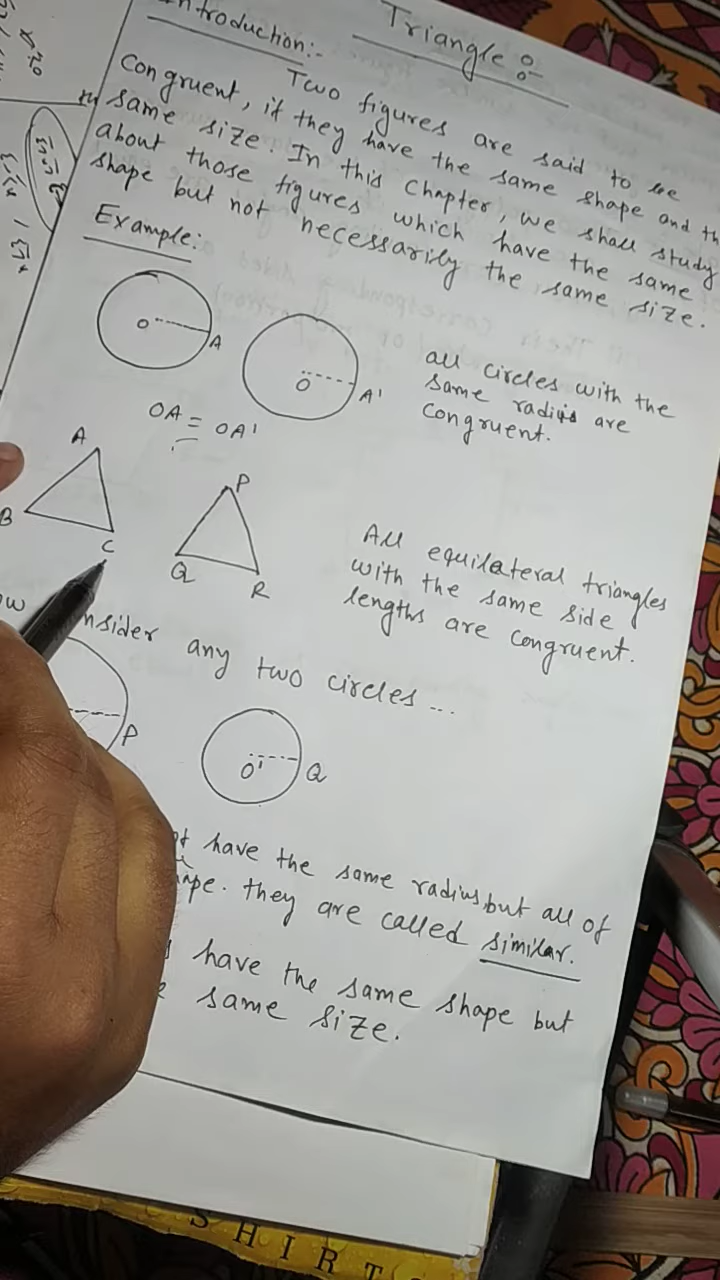 Triangle :-
Introduction:-
Two figures are said to be
congruent, if they have the same shape and the
same size. In this chapter, we shall study
about those figures which have the same
shape but not necessarily the same size.
Example:
O A
O A'
all circles with the
same radius are
congruent.
OA = OA'
A
B
C
P
Q
R
All equilateral triangles
with the same side
lengths are congruent.
any two circles ...
P
O' Q
have the same radius, but all of
they are called similar.
have the same shape but
same size.
SHIRT